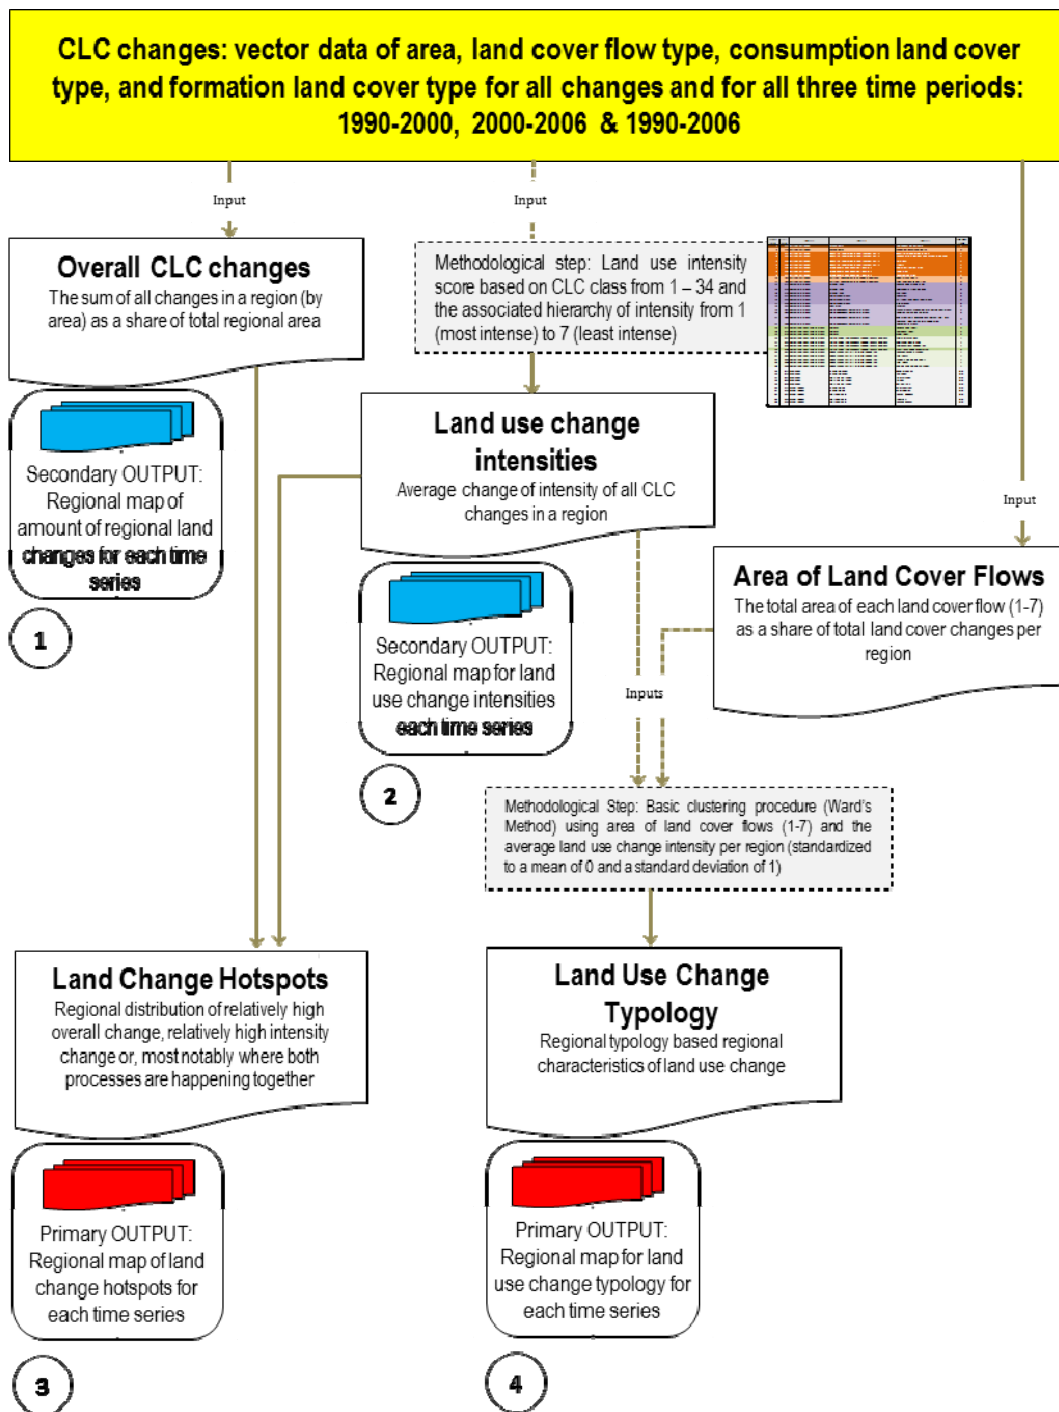 CLC changes: vector data of area, land cover flow type, consumption land cover
type, and formation land cover type for all changes and for all three time periods:
1990-2000, 2000-2006 & 1990-2006
Input
Input
Overall CLC changes
The sum of all changes in a region (by
area) as a share of total regional area
Methodological step: Land use intensity
score based on CLC class from 1 – 34 and
the associated hierarchy of intensity from 1
(most intense) to 7 (least intense)
Secondary OUTPUT:
Regional map of
amount of regional land
changes for each time
series
1
Land use change
intensities
Average change of intensity of all CLC
changes in a region
Input
Secondary OUTPUT:
Regional map for land
use change intensities
each time series
2
Area of Land Cover Flows
The total area of each land cover flow (1-7)
as a share of total land cover changes per
region
Inputs
Methodological Step: Basic clustering procedure (Ward's
Method) using area of land cover flows (1-7) and the
average land use change intensity per region (standardized
to a mean of 0 and a standard deviation of 1)
Land Change Hotspots
Regional distribution of relatively high
overall change, relatively high intensity
change or, most notably where both
processes are happening together
Land Use Change
Typology
Regional typology based regional
characteristics of land use change
Primary OUTPUT:
Regional map of land
change hotspots for
each time series
3
Primary OUTPUT:
Regional map for land
use change typology for
each time series
4